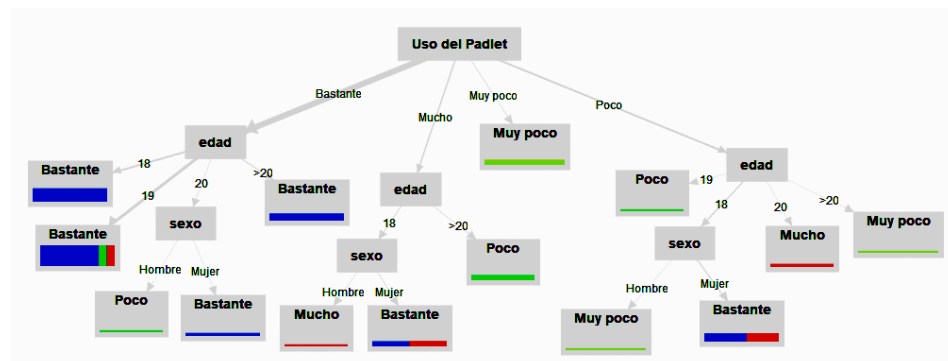 Uso del Padlet
Bastante
Mucho
Muy poco
Poco
edad
18
19
20
>20
Bastante
Bastante
sexo
Bastante
Hombre
Mujer
Poco
Bastante
edad
18
>20
sexo
Poco
Hombre
Mujer
Mucho
Bastante
Muy poco
edad
19
18
20
>20
Poco
sexo
Mucho
Muy poco
Hombre
Mujer
Muy poco
Bastante